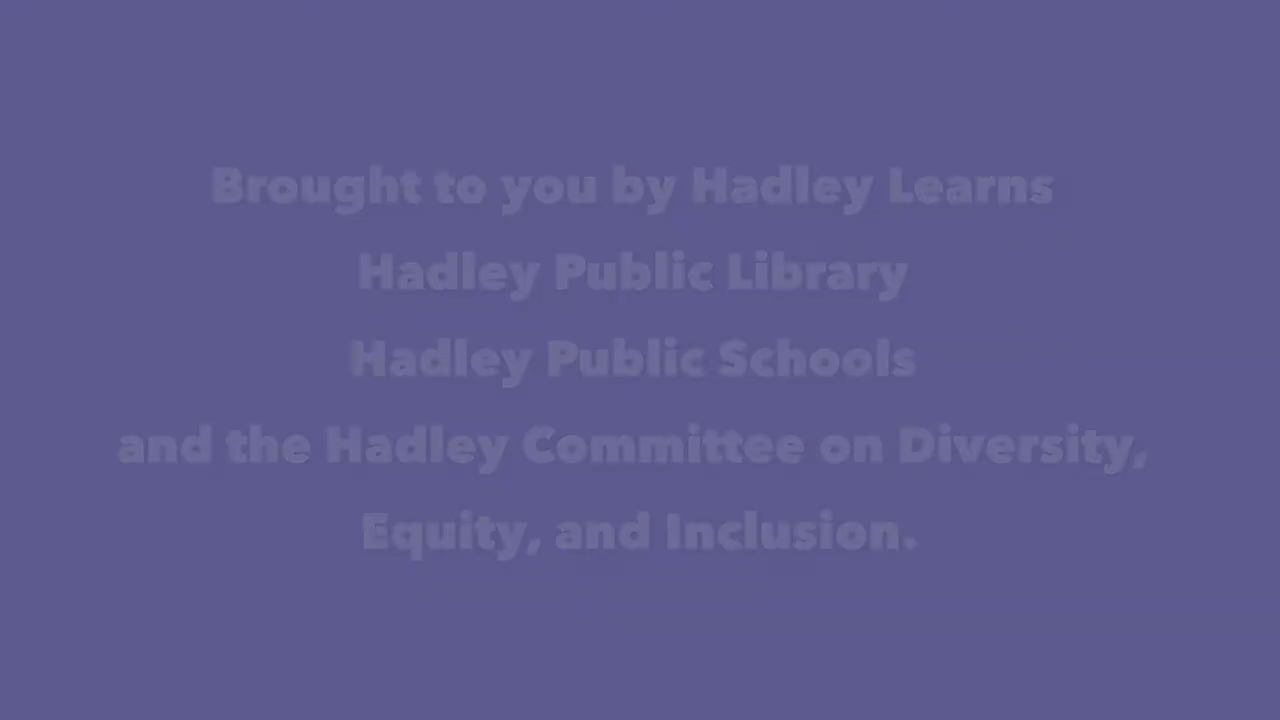 Brought to you by Hadley Learns
Hadley Public Library
Hadley Public Schools
and the Hadley Committee on Diversity,
Equity, and Inclusion.